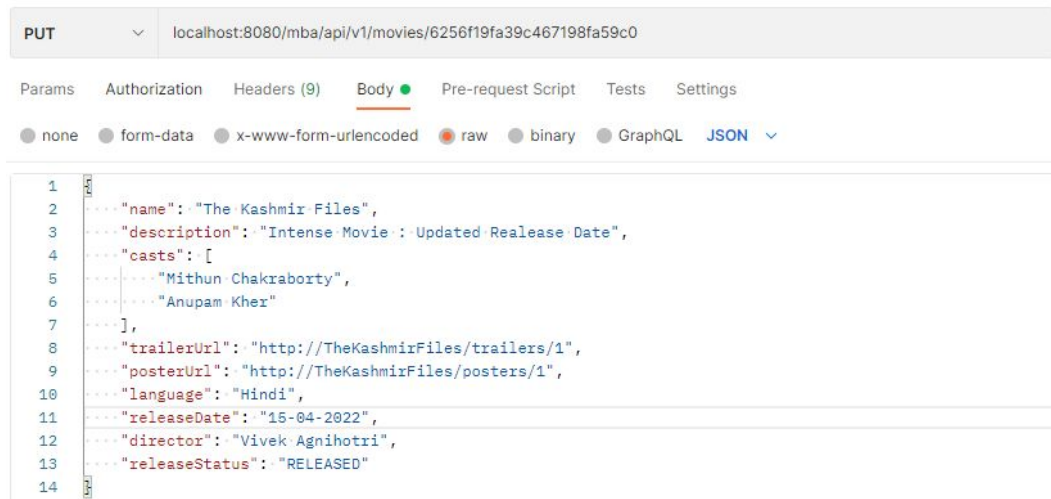 PUT localhost:8080/mba/api/v1/movies/6256f19fa39c467198fa59c0
Params Authorization Headers (9) Body Pre-request Script Tests Settings
none form-data x-www-form-urlencoded raw binary GraphQL JSON
1 {
2 "name": "The Kashmir Files",
3 "description": "Intense Movie : Updated Realease Date",
4 "casts": [
5 "Mithun Chakraborty",
6 "Anupam Kher"
7 ],
8 "trailerUrl": "http://TheKashmirFiles/trailers/1",
9 "posterUrl": "http://TheKashmirFiles/posters/1",
10 "language": "Hindi",
11 "releaseDate": "15-04-2022",
12 "director": "Vivek Agnihotri",
13 "releaseStatus": "RELEASED"
14 }